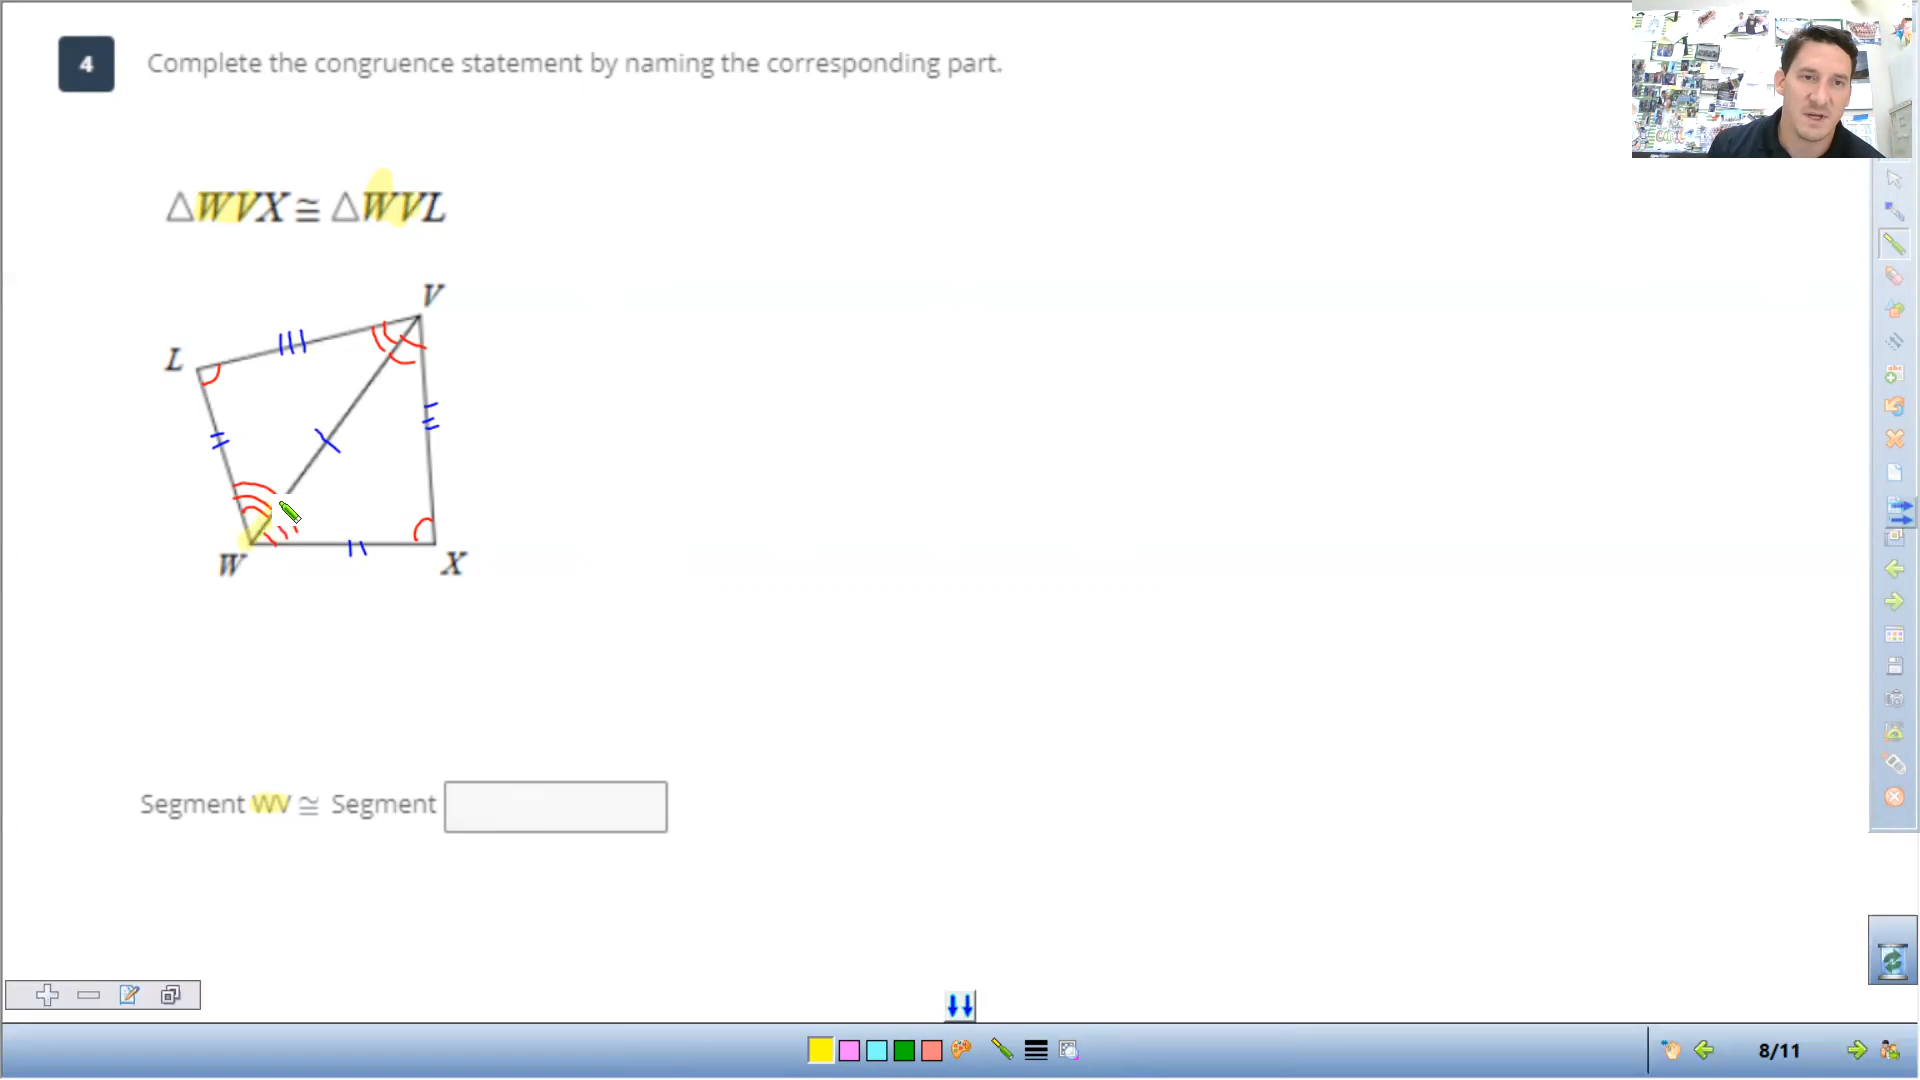 4 Complete the congruence statement by naming the corresponding part.
△WVX ≅ △WVL
V
L
W
X
Segment WV ≅ Segment
8/11